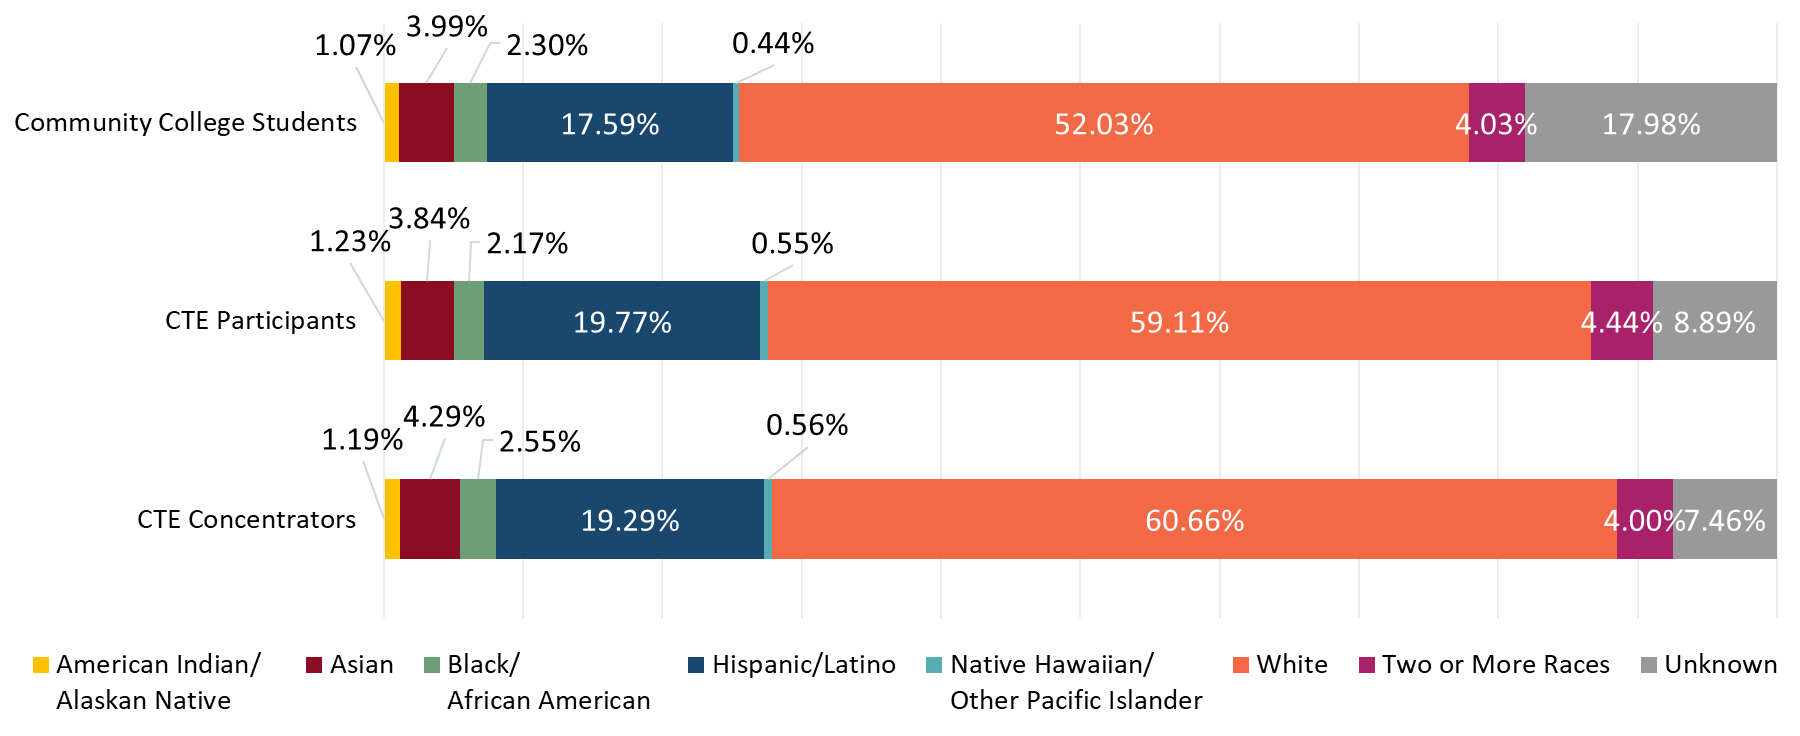 1.07% 3.99% 2.30% 0.44%
Community College Students 17.59% 52.03% 4.03% 17.98%
1.23% 3.84% 2.17% 0.55%
CTE Participants 19.77% 59.11% 4.44% 8.89%
1.19% 4.29% 2.55% 0.56%
CTE Concentrators 19.29% 60.66% 4.00% 7.46%
American Indian/ Asian Black/ Hispanic/Latino Native Hawaiian/ White Two or More Races Unknown
Alaskan Native African American Other Pacific Islander